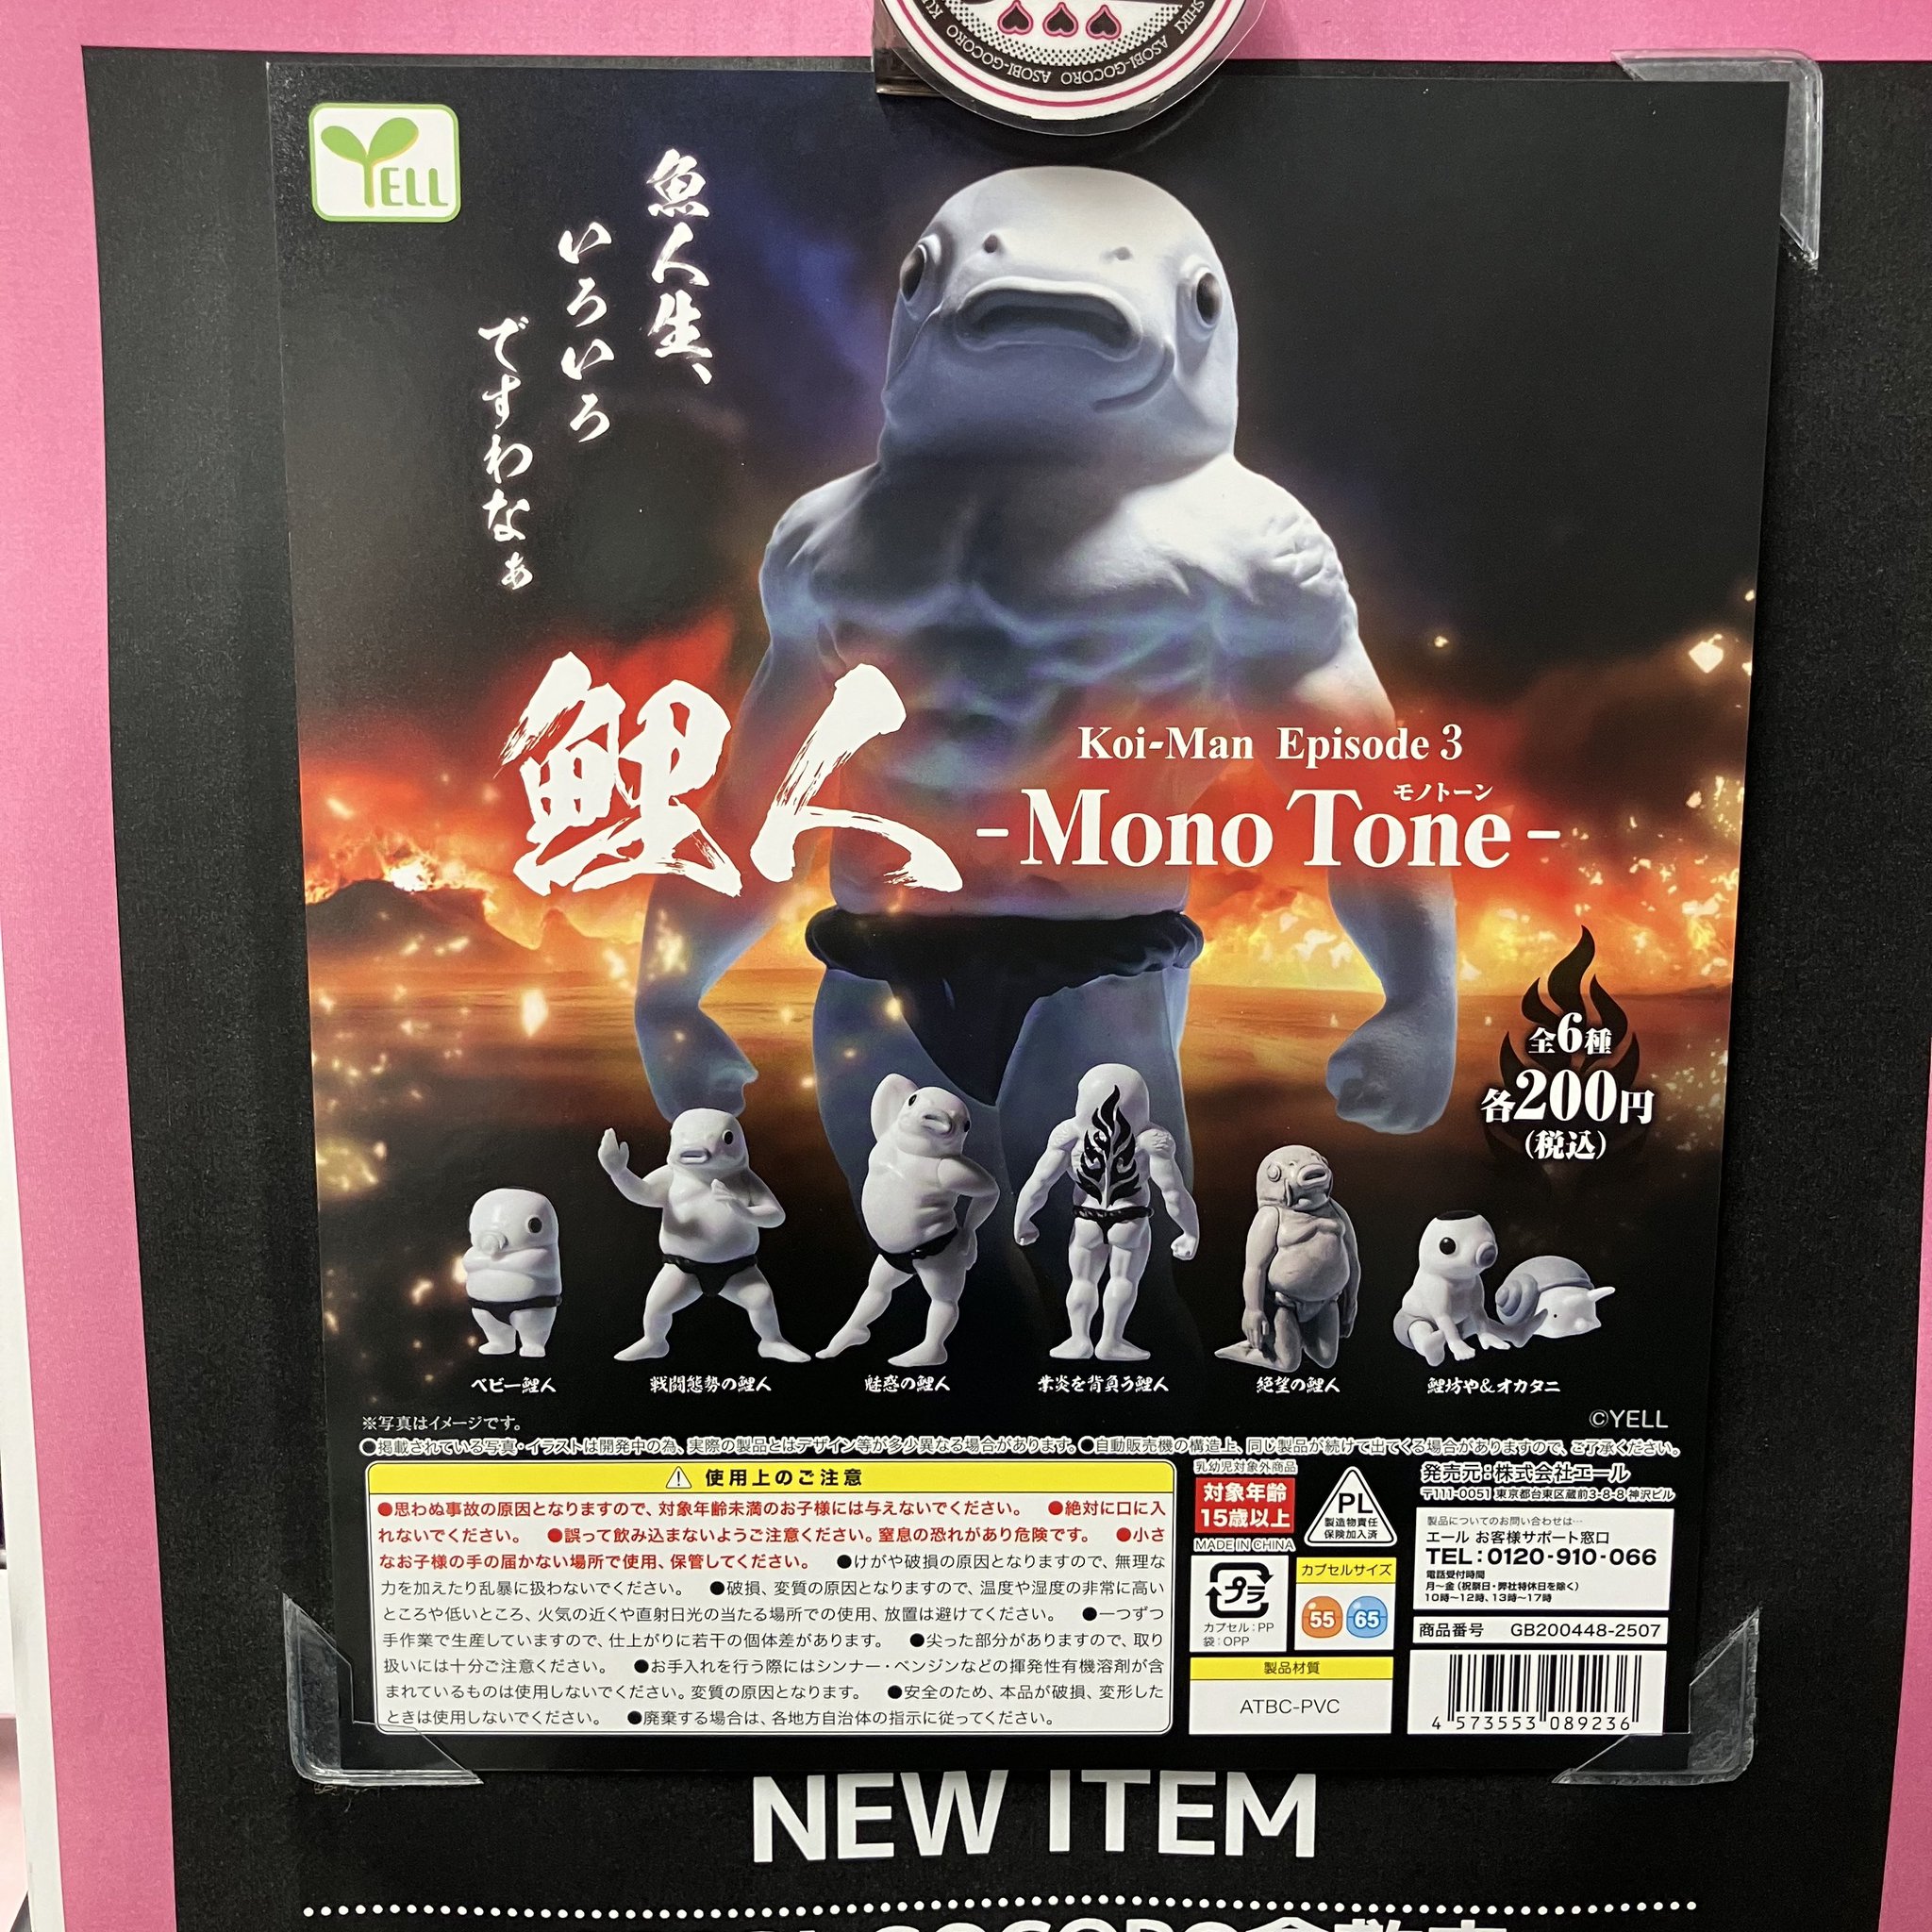 ASOBI-GOCORO ASOBI-GOCORO
YELL
魚人生、
いろいろ
ですわなぁ
鯉人
Koi-Man Episode 3
モノトーン
-Mono Tone-
全6種
各200円
(税込)
ベビー鯉人
戦闘態勢の鯉人
魅惑の鯉人
業炎を背負う鯉人
絶望の鯉人
鯉坊や&オカタニ
※写真はイメージです。
©YELL
○掲載されている写真・イラストは開発中の為、実際の製品とはデザイン等が多少異なる場合があります。○自動販売機の構造上、同じ製品が続けて出てくる場合がありますので、ご了承ください。
⚠ 使用上のご注意
●思わぬ事故の原因となりますので、対象年齢未満のお子様には与えないでください。 ●絶対に口に入
れないでください。 ●誤って飲み込まないようご注意ください。窒息の恐れがあり危険です。 ●小さ
なお子様の手の届かない場所で使用、保管してください。 ●けがや破損の原因となりますので、無理な
力を加えたり乱暴に扱わないでください。 ●破損、変質の原因となりますので、温度や湿度の非常に高い
ところや低いところ、火気の近くや直射日光の当たる場所での使用、放置は避けてください。 ●一つずつ
手作業で生産していますので、仕上がりに若干の個体差があります。 ●尖った部分がありますので、取り
扱いには十分ご注意ください。 ●お手入れを行う際にはシンナー・ベンジンなどの揮発性有機溶剤が含
まれているものは使用しないでください。変質の原因となります。 ●安全のため、本品が破損、変形した
ときは使用しないでください。 ●廃棄する場合は、各地方自治体の指示に従ってください。
乳幼児対象外商品
対象年齢
15歳以上
MADE IN CHINA
PL
製造物責任
保険加入済
プラ
カプセル:PP
袋:OPP
カプセルサイズ
55 65
製品材質
ATBC-PVC
発売元:株式会社エール
〒111-0051 東京都台東区蔵前3-8-8 神沢ビル
製品についてのお問い合わせは…
エール お客様サポート窓口
TEL:0120-910-066
電話受付時間
月~金(祝祭日・弊社特休日を除く)
10時~12時、13時~17時
商品番号 GB200448-2507
4 573553 089236
NEW ITEM